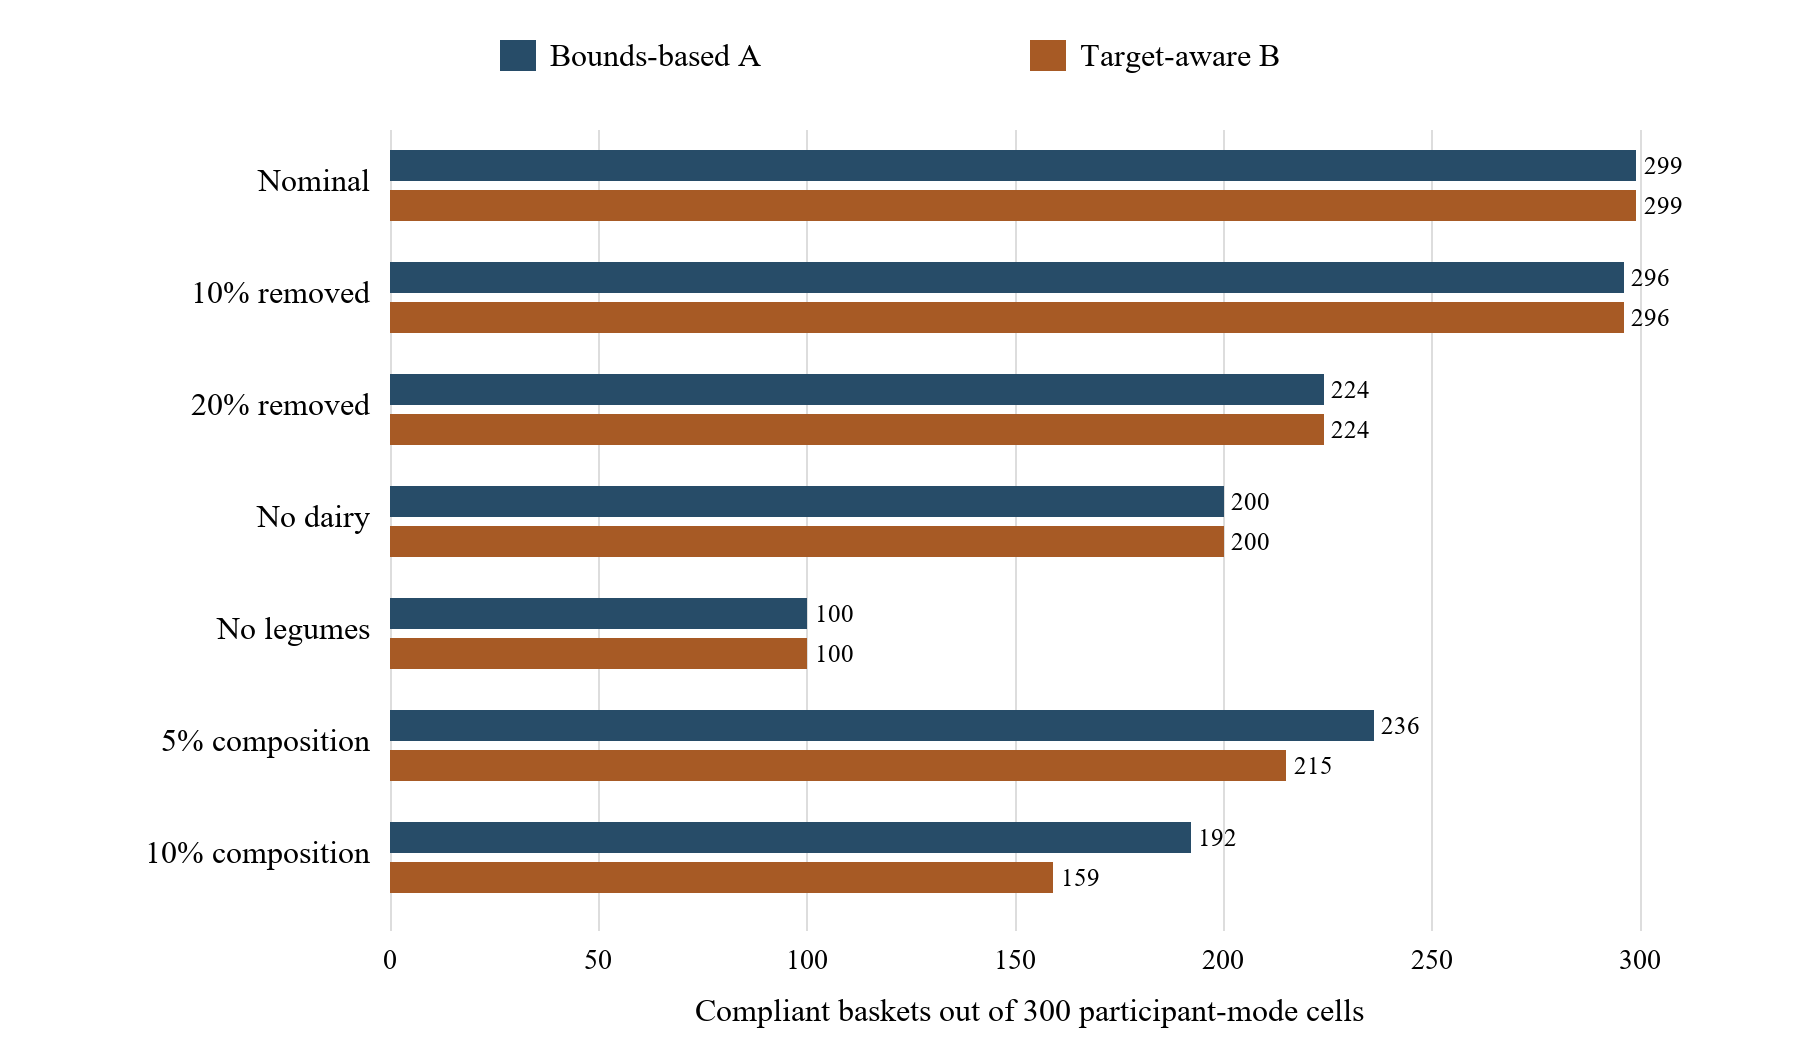 Bounds-based A
Target-aware B
Nominal
299
299
10% removed
296
296
20% removed
224
224
No dairy
200
200
No legumes
100
100
5% composition
236
215
10% composition
192
159
0 50 100 150 200 250 300
Compliant baskets out of 300 participant-mode cells